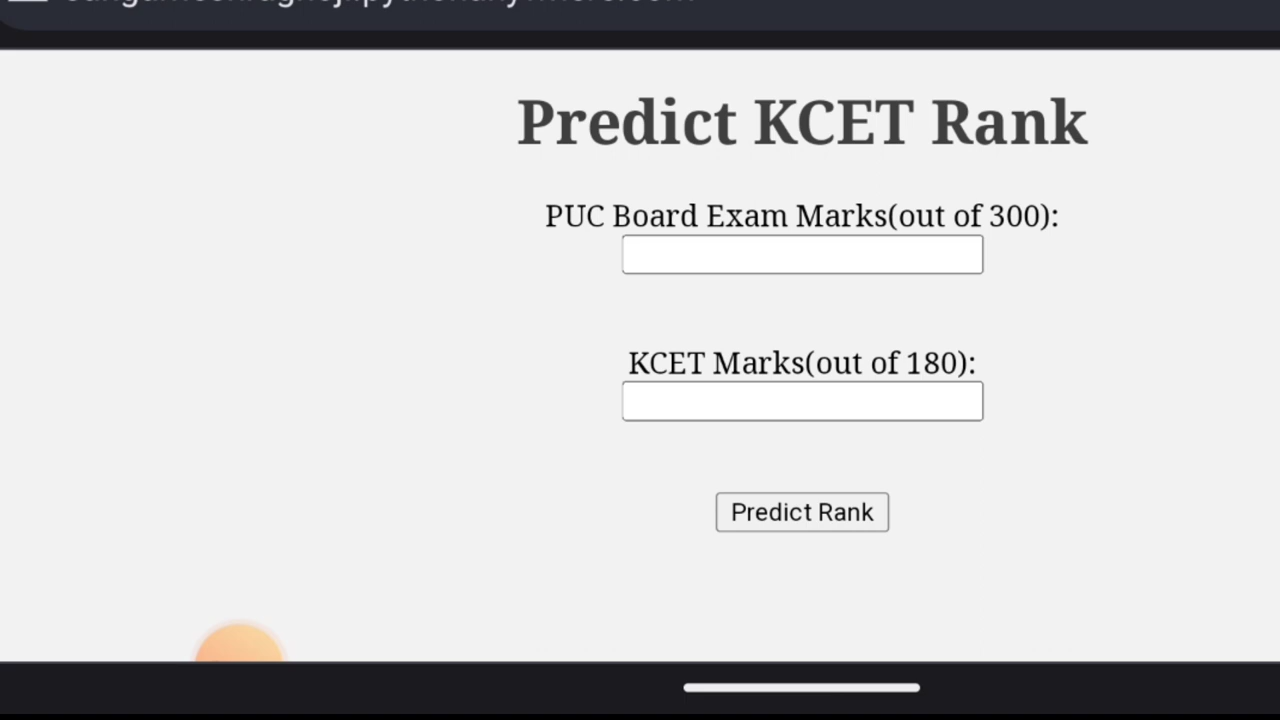 Predict KCET Rank
PUC Board Exam Marks(out of 300):
KCET Marks(out of 180):
Predict Rank